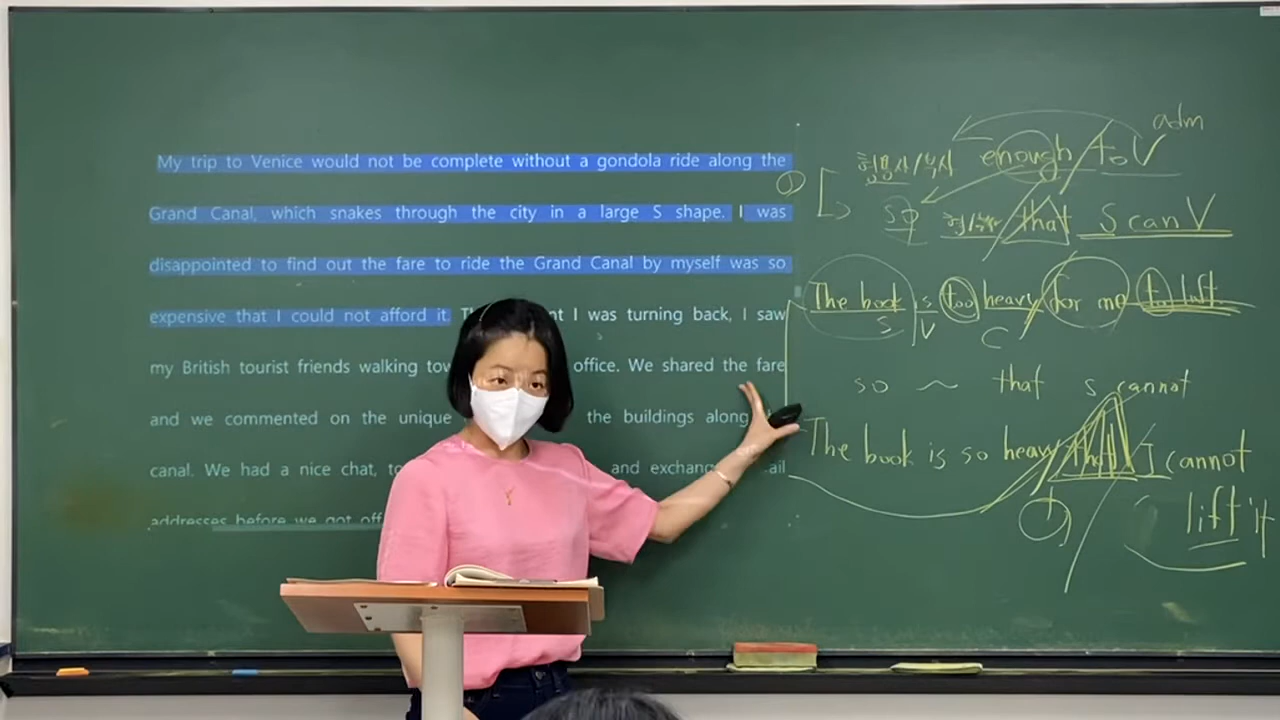 My trip to Venice would not be complete without a gondola ride along the
Grand Canal, which snakes through the city in a large S shape. I was
disappointed to find out the fare to ride the Grand Canal by myself was so
expensive that I could not afford it. I was turning back, I saw
my British tourist friends walking office. We shared the fare
and we commented on the unique the buildings along
canal. We had a nice chat, and
addresses before we got off
adm
형용사/부사 enough to V
①
so 형/부 that S can V
The book is too heavy for me to lift
S V C
so ~ that S cannot
The book is so heavy that I cannot
lift it